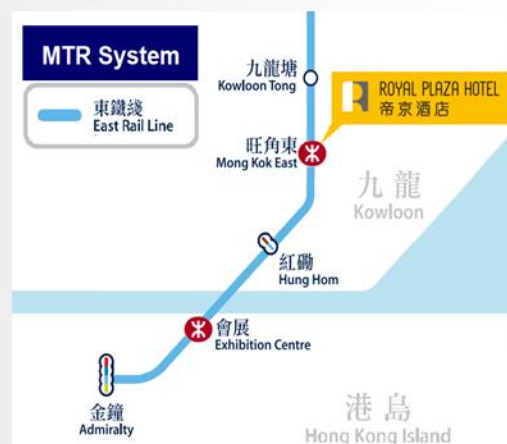 MTR System
東鐵綫
East Rail Line
九龍塘
Kowloon Tong
ROYAL PLAZA HOTEL
帝京酒店
旺角東
Mong Kok East
九龍
Kowloon
紅磡
Hung Hom
會展
Exhibition Centre
金鐘
Admiralty
港島
Hong Kong Island